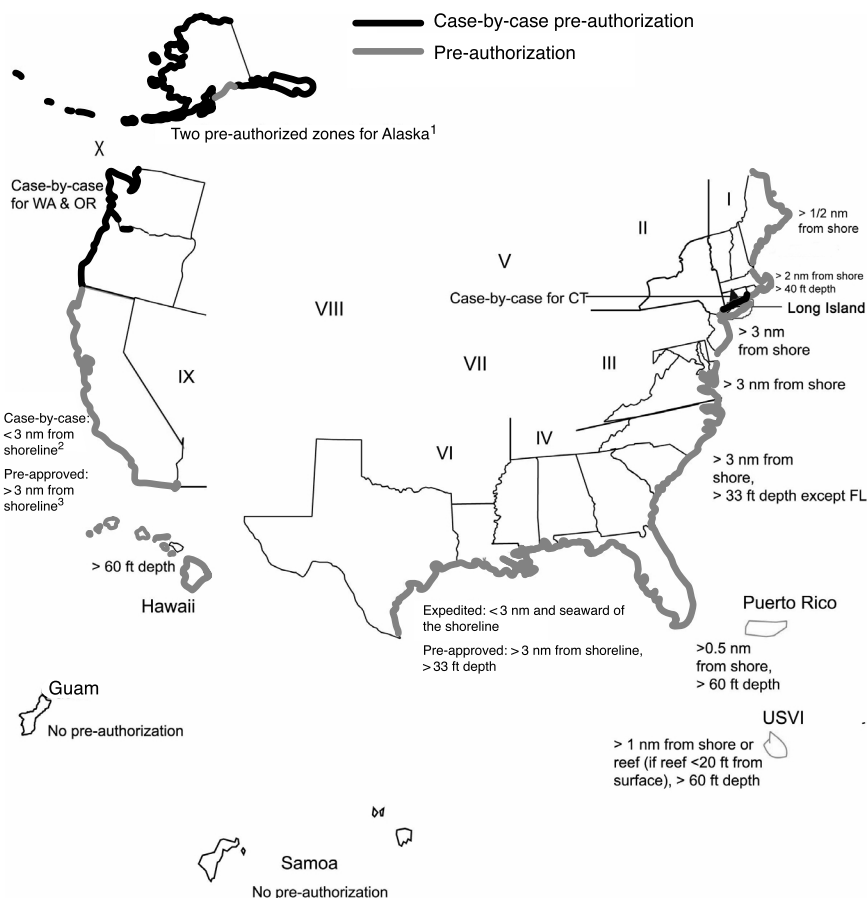 Case-by-case pre-authorization
Pre-authorization
Two pre-authorized zones for Alaska1
X
Case-by-case
for WA & OR
I
II
> 1/2 nm
from shore
V
> 2 nm from shore
> 40 ft depth
Case-by-case for CT
Long Island
VIII
> 3 nm
from shore
VII
III
IX
> 3 nm from shore
Case-by-case:
< 3 nm from
shoreline2
Pre-approved:
> 3 nm from
shoreline3
VI
IV
> 3 nm from
shore,
> 33 ft depth except FL
> 60 ft depth
Hawaii
Expedited: < 3 nm and seaward of
the shoreline
Pre-approved: > 3 nm from shoreline,
> 33 ft depth
Puerto Rico
>0.5 nm
from shore,
> 60 ft depth
Guam
No pre-authorization
USVI
> 1 nm from shore or
reef (if reef <20 ft from
surface), > 60 ft depth
Samoa
No pre-authorization